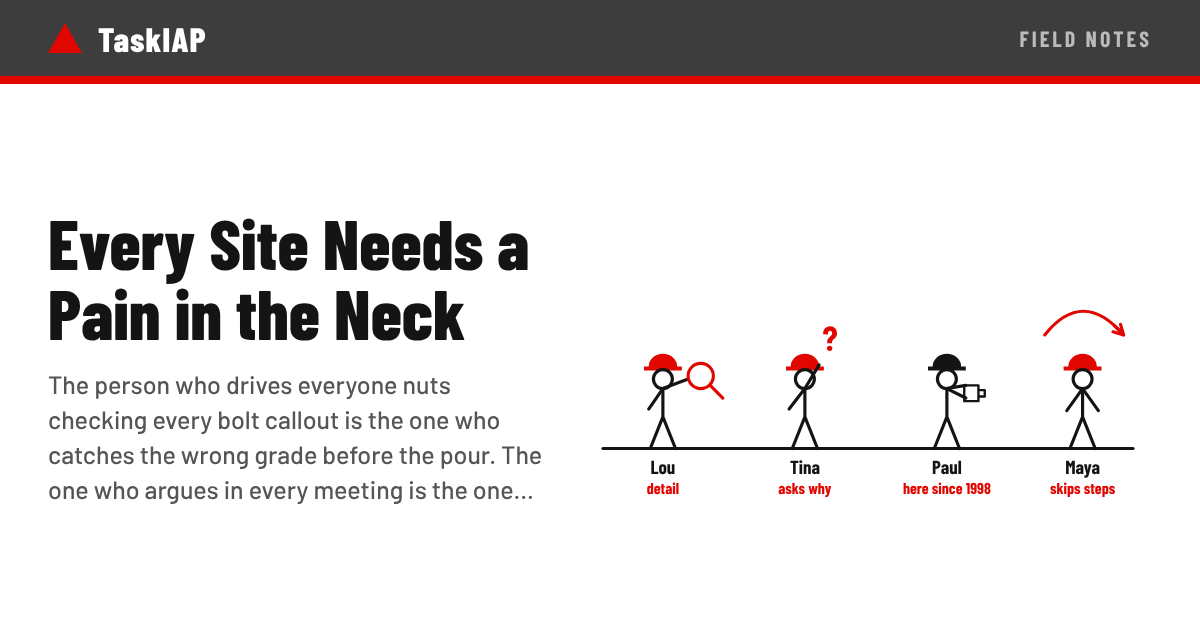 TaskIAP
FIELD NOTES
Every Site Needs a
Pain in the Neck
The person who drives everyone nuts
checking every bolt callout is the one who
catches the wrong grade before the pour. The
one who argues in every meeting is the one...
?
Lou
detail
Tina
asks why
Paul
here since 1998
Maya
skips steps